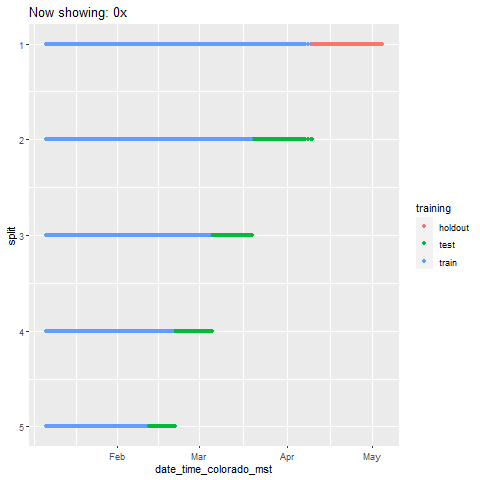 Now showing: 0x
split
1
2
3
4
5
Feb
Mar
Apr
May
date_time_colorado_mst
training
holdout
test
train